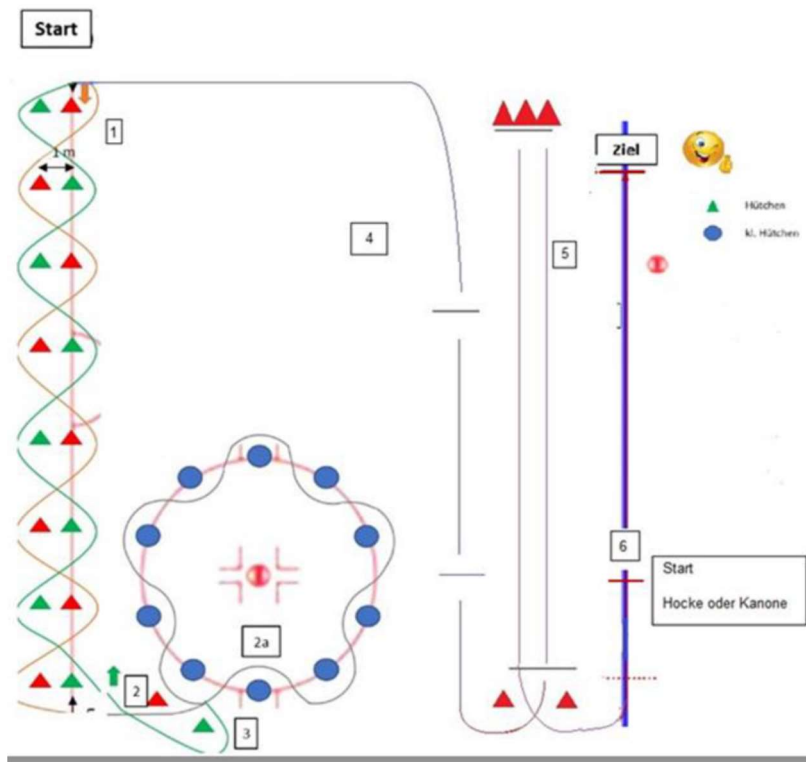 Start
1
1 m
Ziel
Hütchen
kl. Hütchen
4
5
6
Start
Hocke oder Kanone
2a
2
3